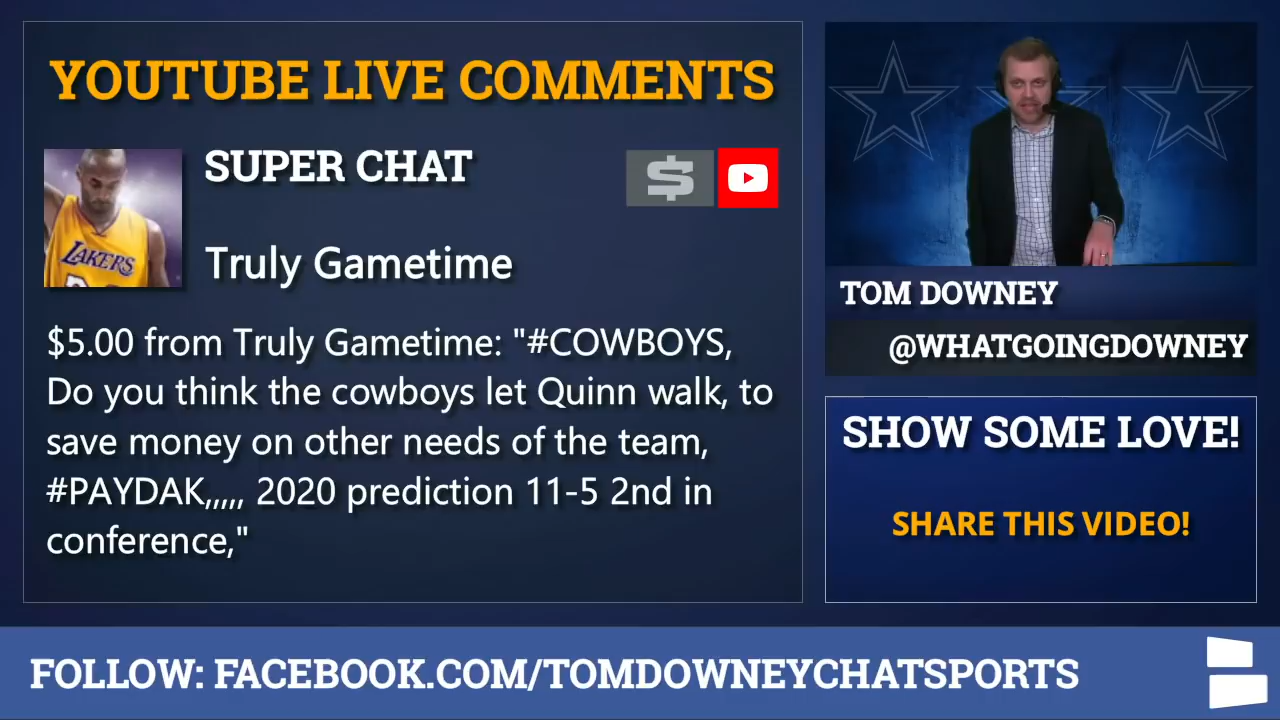 YOUTUBE LIVE COMMENTS
SUPER CHAT
$
LAKERS
Truly Gametime
$5.00 from Truly Gametime: "#COWBOYS,
Do you think the cowboys let Quinn walk, to
save money on other needs of the team,
#PAYDAK,,,,, 2020 prediction 11-5 2nd in
conference,"
TOM DOWNEY
@WHATGOINGDOWNEY
SHOW SOME LOVE!
SHARE THIS VIDEO!
FOLLOW: FACEBOOK.COM/TOMDOWNEYCHATSPORTS